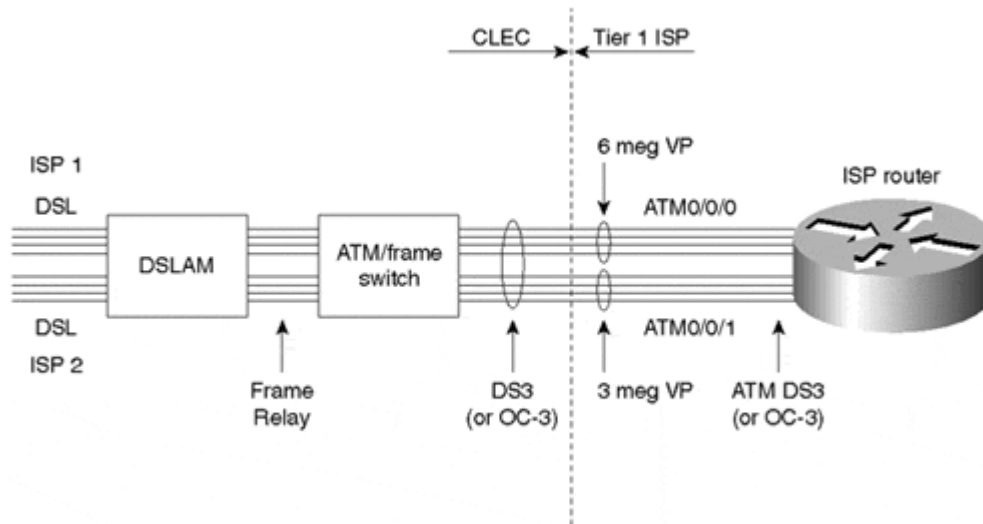 CLEC
Tier 1 ISP
6 meg VP
ISP 1
ISP router
DSL
ATM0/0/0
DSLAM
ATM/frame
switch
DSL
ATM0/0/1
ISP 2
Frame
Relay
DS3
(or OC-3)
3 meg VP
ATM DS3
(or OC-3)